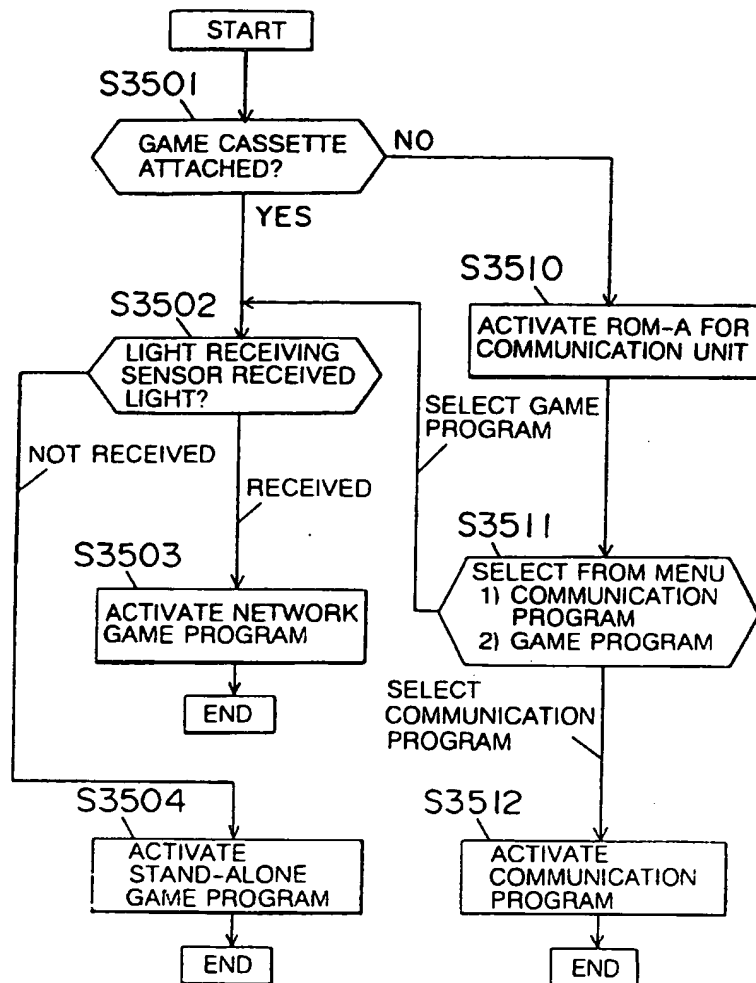 START
S3501
GAME CASSETTE
ATTACHED?
NO
YES
S3510
ACTIVATE ROM-A FOR
COMMUNICATION UNIT
S3502
LIGHT RECEIVING
SENSOR RECEIVED
LIGHT?
SELECT GAME
PROGRAM
NOT RECEIVED
RECEIVED
S3511
SELECT FROM MENU
1) COMMUNICATION
PROGRAM
2) GAME PROGRAM
S3503
ACTIVATE NETWORK
GAME PROGRAM
END
SELECT
COMMUNICATION
PROGRAM
S3504
ACTIVATE
STAND-ALONE
GAME PROGRAM
END
S3512
ACTIVATE
COMMUNICATION
PROGRAM
END